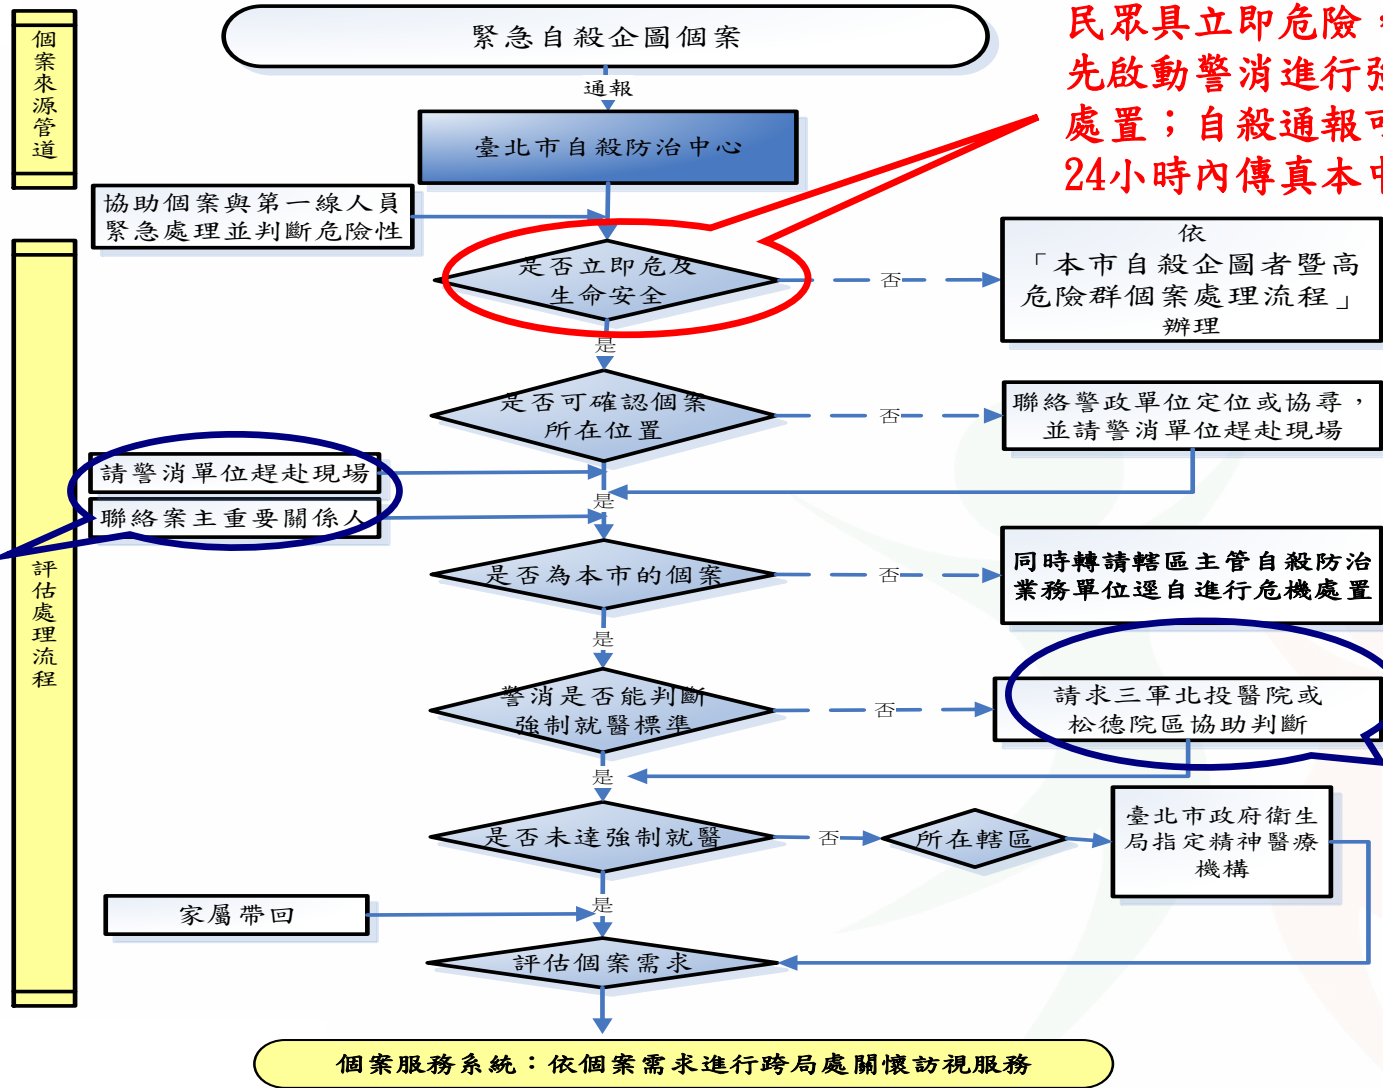 個案來源管道
緊急自殺企圖個案
民眾具立即危險
先啟動警消進行強
處置；自殺通報可
24小時內傳真本中
通報
臺北市自殺防治中心
協助個案與第一線人員
緊急處理並判斷危險性
是否立即危及
生命安全
否
依
「本市自殺企圖者暨高
危險群個案處理流程」
辦理
是
是否可確認個案
所在位置
否
聯絡警政單位定位或協尋，
並請警消單位趕赴現場
請警消單位趕赴現場
聯絡案主重要關係人
是
評估處理流程
是否為本市的個案
否
同時轉請轄區主管自殺防治
業務單位逕自進行危機處置
是
警消是否能判斷
強制就醫標準
否
請求三軍北投醫院或
松德院區協助判斷
是
是否未達強制就醫
否
所在轄區
臺北市政府衛生
局指定精神醫療
機構
家屬帶回
是
評估個案需求
個案服務系統：依個案需求進行跨局處關懷訪視服務